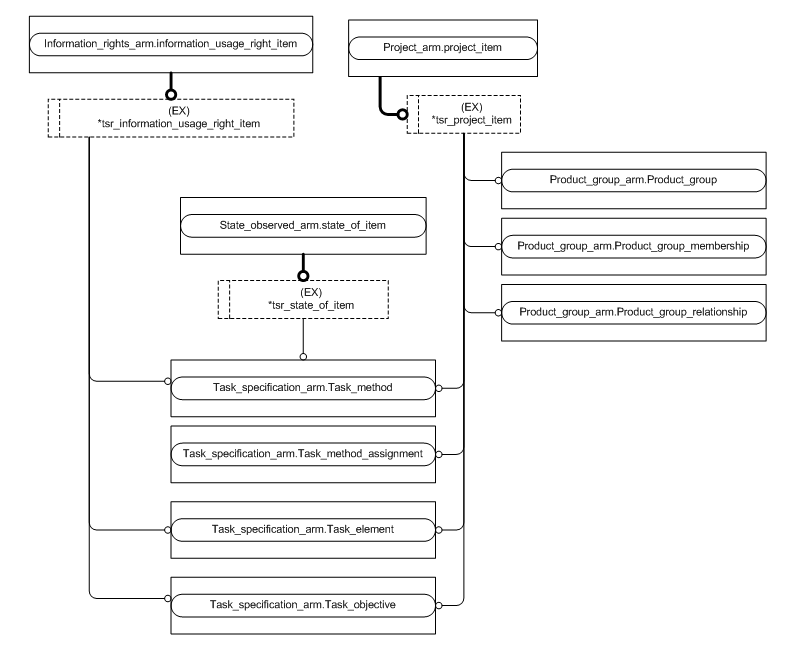 Information_rights_arm.information_usage_right_item
Project_arm.project_item
(EX)
*tsr_information_usage_right_item
(EX)
*tsr_project_item
Product_group_arm.Product_group
State_observed_arm.state_of_item
Product_group_arm.Product_group_membership
(EX)
*tsr_state_of_item
Product_group_arm.Product_group_relationship
Task_specification_arm.Task_method
Task_specification_arm.Task_method_assignment
Task_specification_arm.Task_element
Task_specification_arm.Task_objective